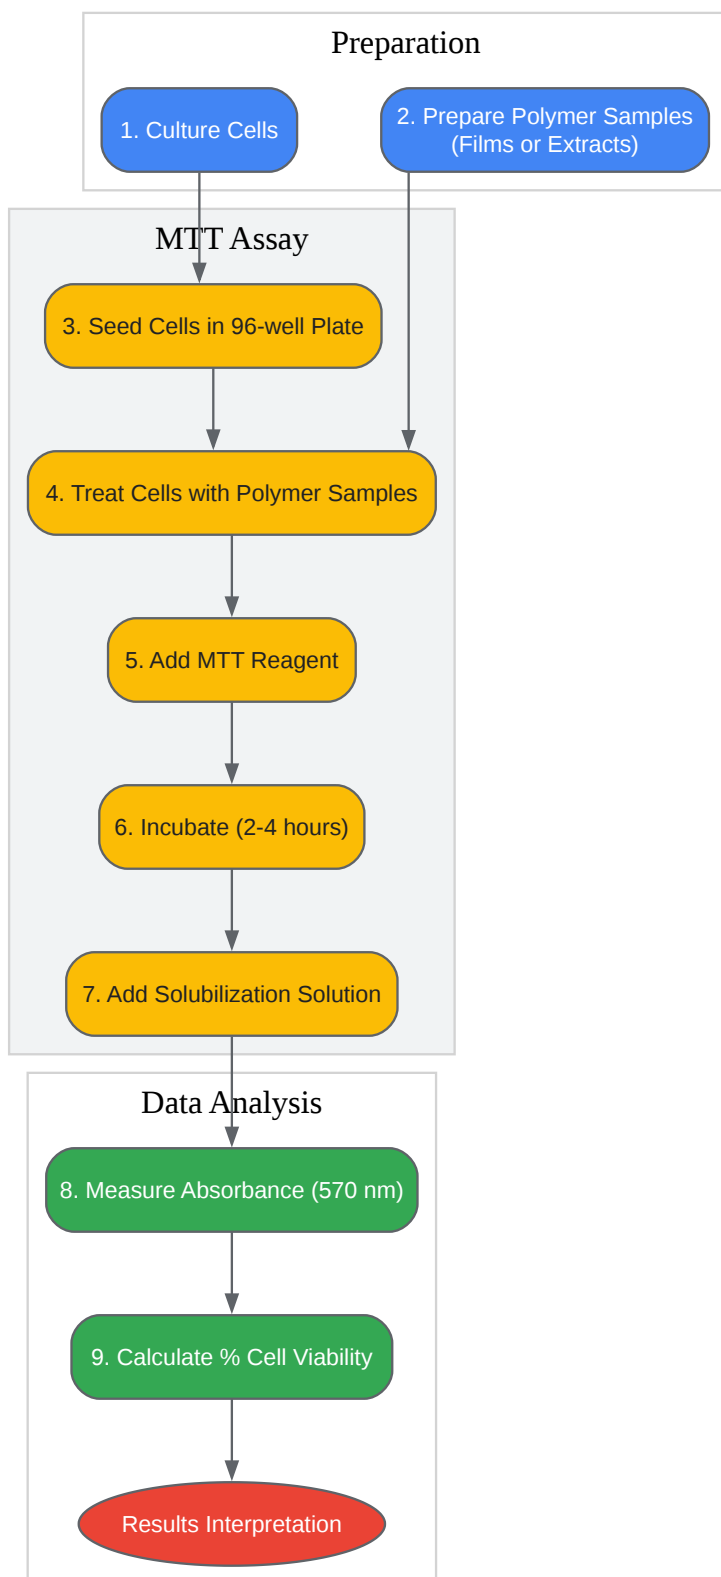 Preparation
1. Culture Cells
2. Prepare Polymer Samples
(Films or Extracts)
MTT Assay
3. Seed Cells in 96-well Plate
4. Treat Cells with Polymer Samples
5. Add MTT Reagent
6. Incubate (2-4 hours)
7. Add Solubilization Solution
Data Analysis
8. Measure Absorbance (570 nm)
9. Calculate % Cell Viability
Results Interpretation